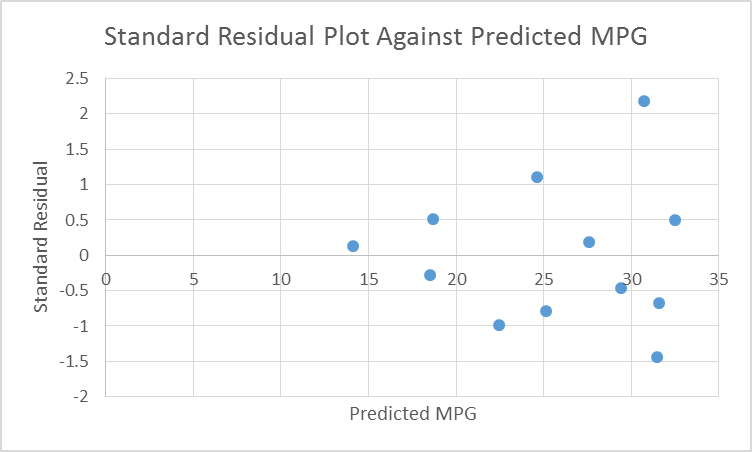 Standard Residual Plot Against Predicted MPG
2.5
2
1.5
1
0.5
0
-0.5
-1
-1.5
-2
0 5 10 15 20 25 30 35
Standard Residual
Predicted MPG